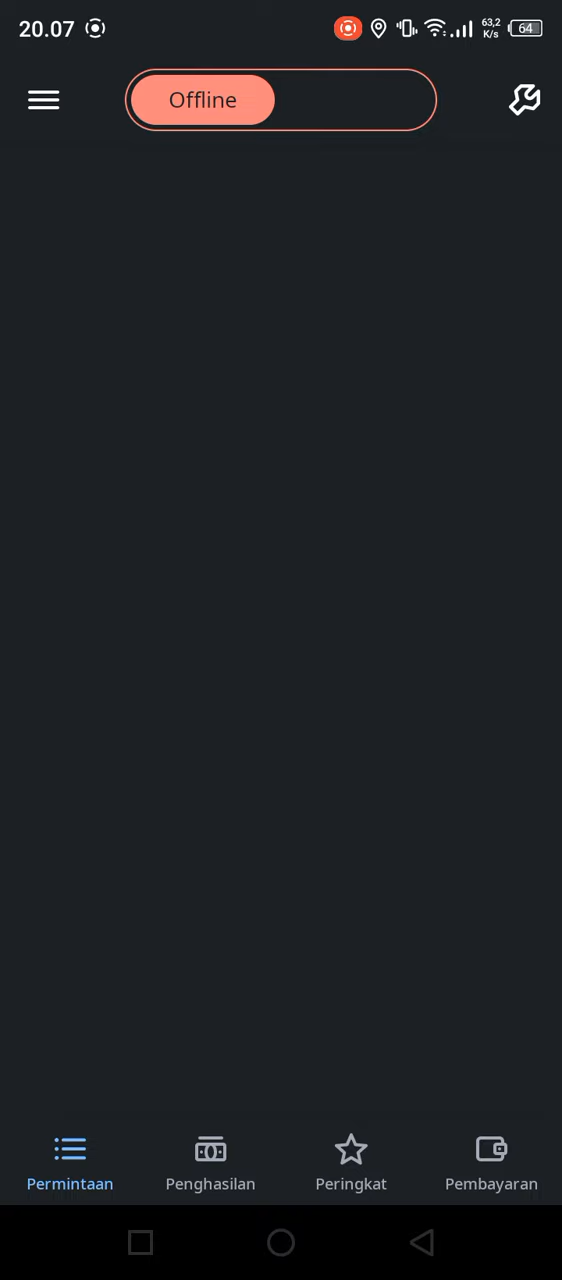 20.07
63,2
K/s
64
Offline
Permintaan
Penghasilan
Peringkat
Pembayaran